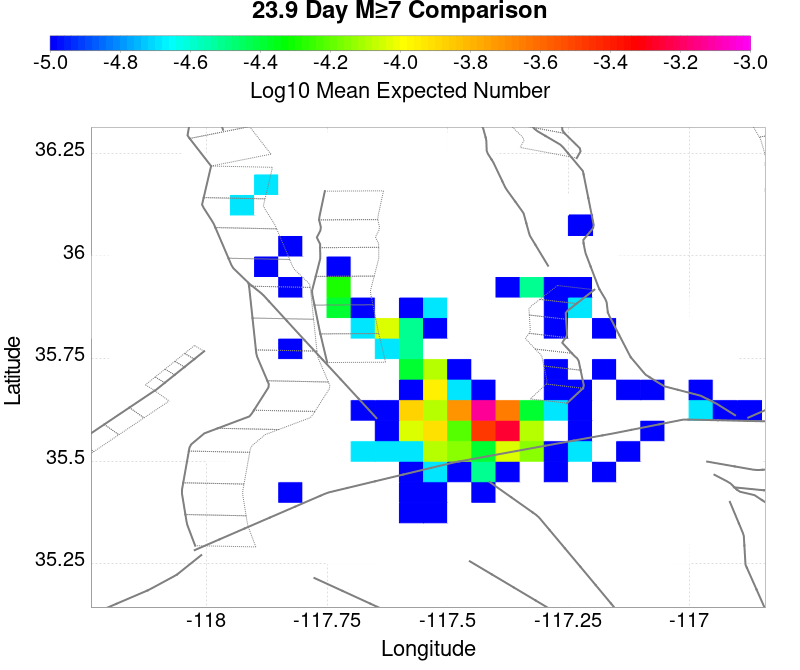 23.9 Day M≥7 Comparison
-5.0 -4.8 -4.6 -4.4 -4.2 -4.0 -3.8 -3.6 -3.4 -3.2 -3.0
Log10 Mean Expected Number
36.25
36
35.75
35.5
35.25
Latitude
-118 -117.75 -117.5 -117.25 -117
Longitude